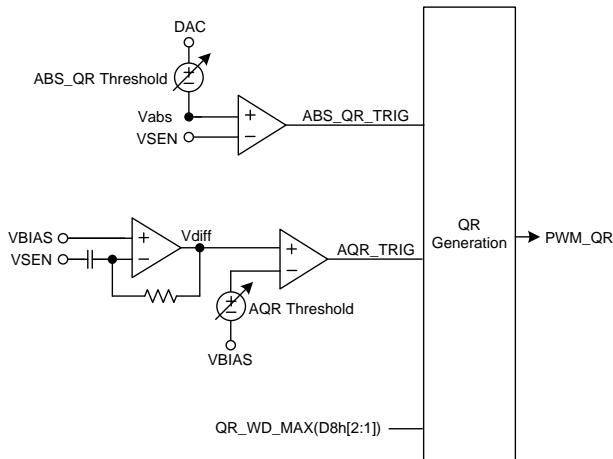 DAC
ABS_QR Threshold
Vabs
VSEN
+
−
ABS_QR_TRIG
VBIAS
VSEN
+
−
Vdiff
+
−
AQR_TRIG
AQR Threshold
VBIAS
QR
Generation
PWM_QR
QR_WD_MAX(D8h[2:1])